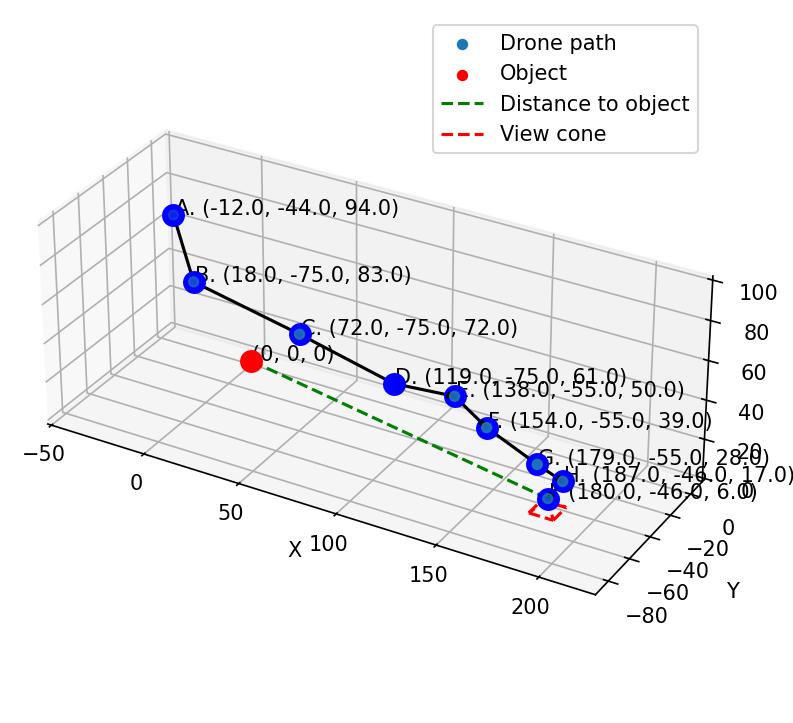 Drone path
Object
Distance to object
View cone
A. (-12.0, -44.0, 94.0)
B. (18.0, -75.0, 83.0)
C. (72.0, -75.0, 72.0)
(0, 0, 0)
D. (119.0, -75.0, 61.0)
E. (138.0, -55.0, 50.0)
F. (154.0, -55.0, 39.0)
G. (179.0, -55.0, 28.0)
H. (187.0, -46.0, 17.0)
(180.0, -46.0, 6.0)
−50
0
50
100
150
200
X
−80
−60
−40
−20
0
Y
0
20
40
60
80
100